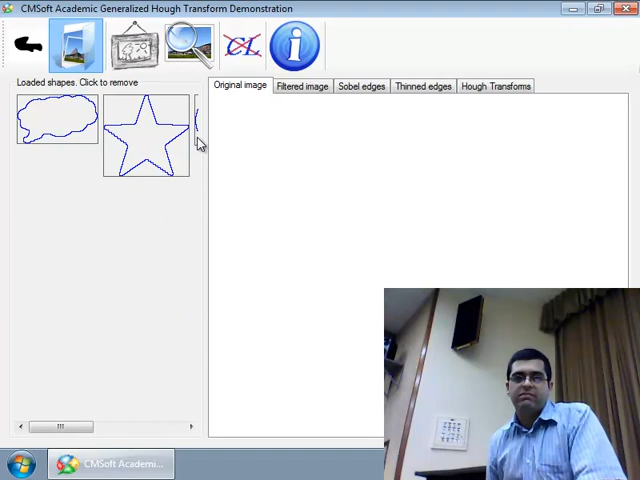 CMSoft Academic Generalized Hough Transform Demonstration
CL
Loaded shapes. Click to remove
Original image
Filtered image
Sobel edges
Thinned edges
Hough Transforms
CMSoft Academi...